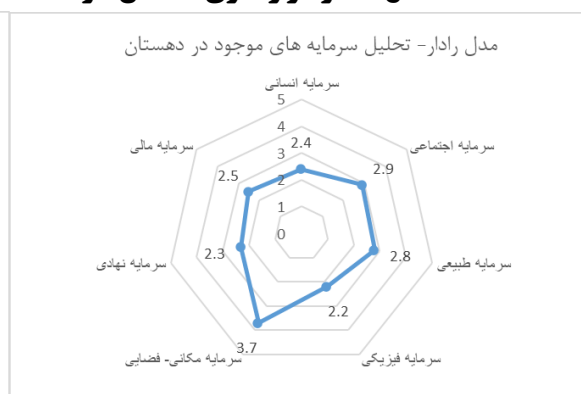 مدل رادار- تحلیل سرمایه های موجود در دهستان
سرمایه انسانی
5
4
3
2
1
0
2.4
سرمایه اجتماعی
2.9
سرمایه طبیعی
2.8
سرمایه فیزیکی
2.2
سرمایه مکانی- فضایی
3.7
سرمایه نهادی
2.3
سرمایه مالی
2.5